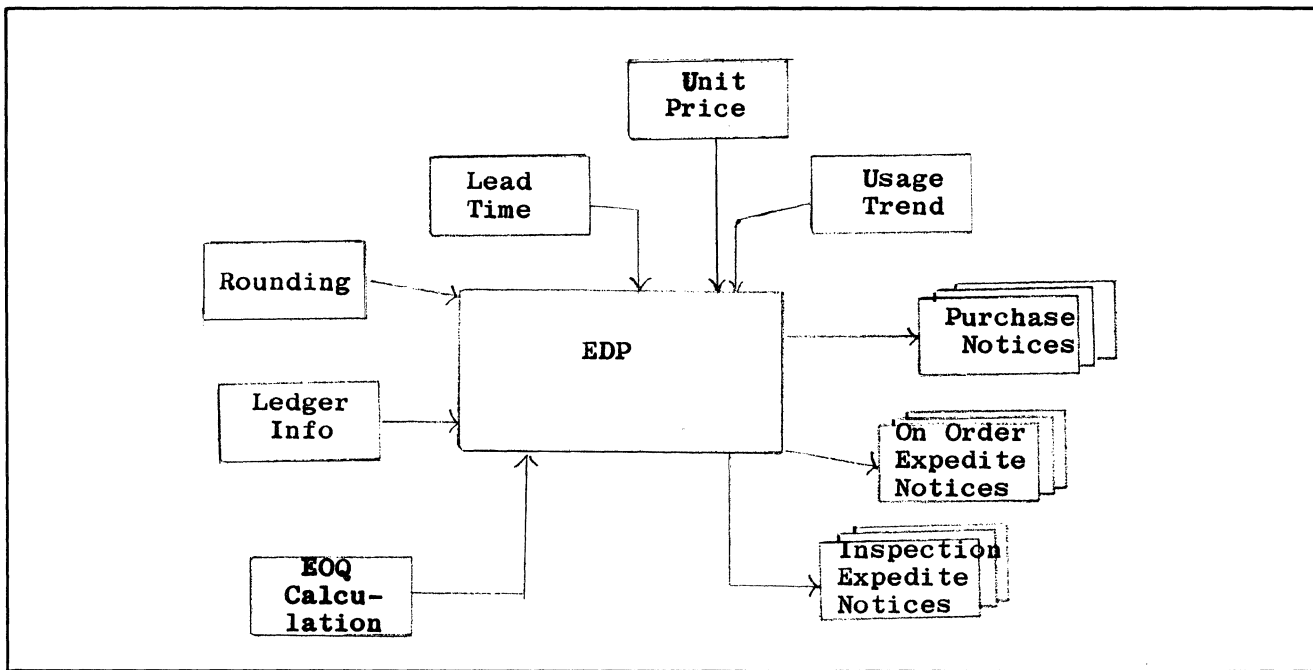 Unit
Price
Lead
Time
Usage
Trend
Rounding
EDP
Purchase
Notices
Ledger
Info
On Order
Expedite
Notices
EOQ
Calcu-
lation
Inspection
Expedite
Notices